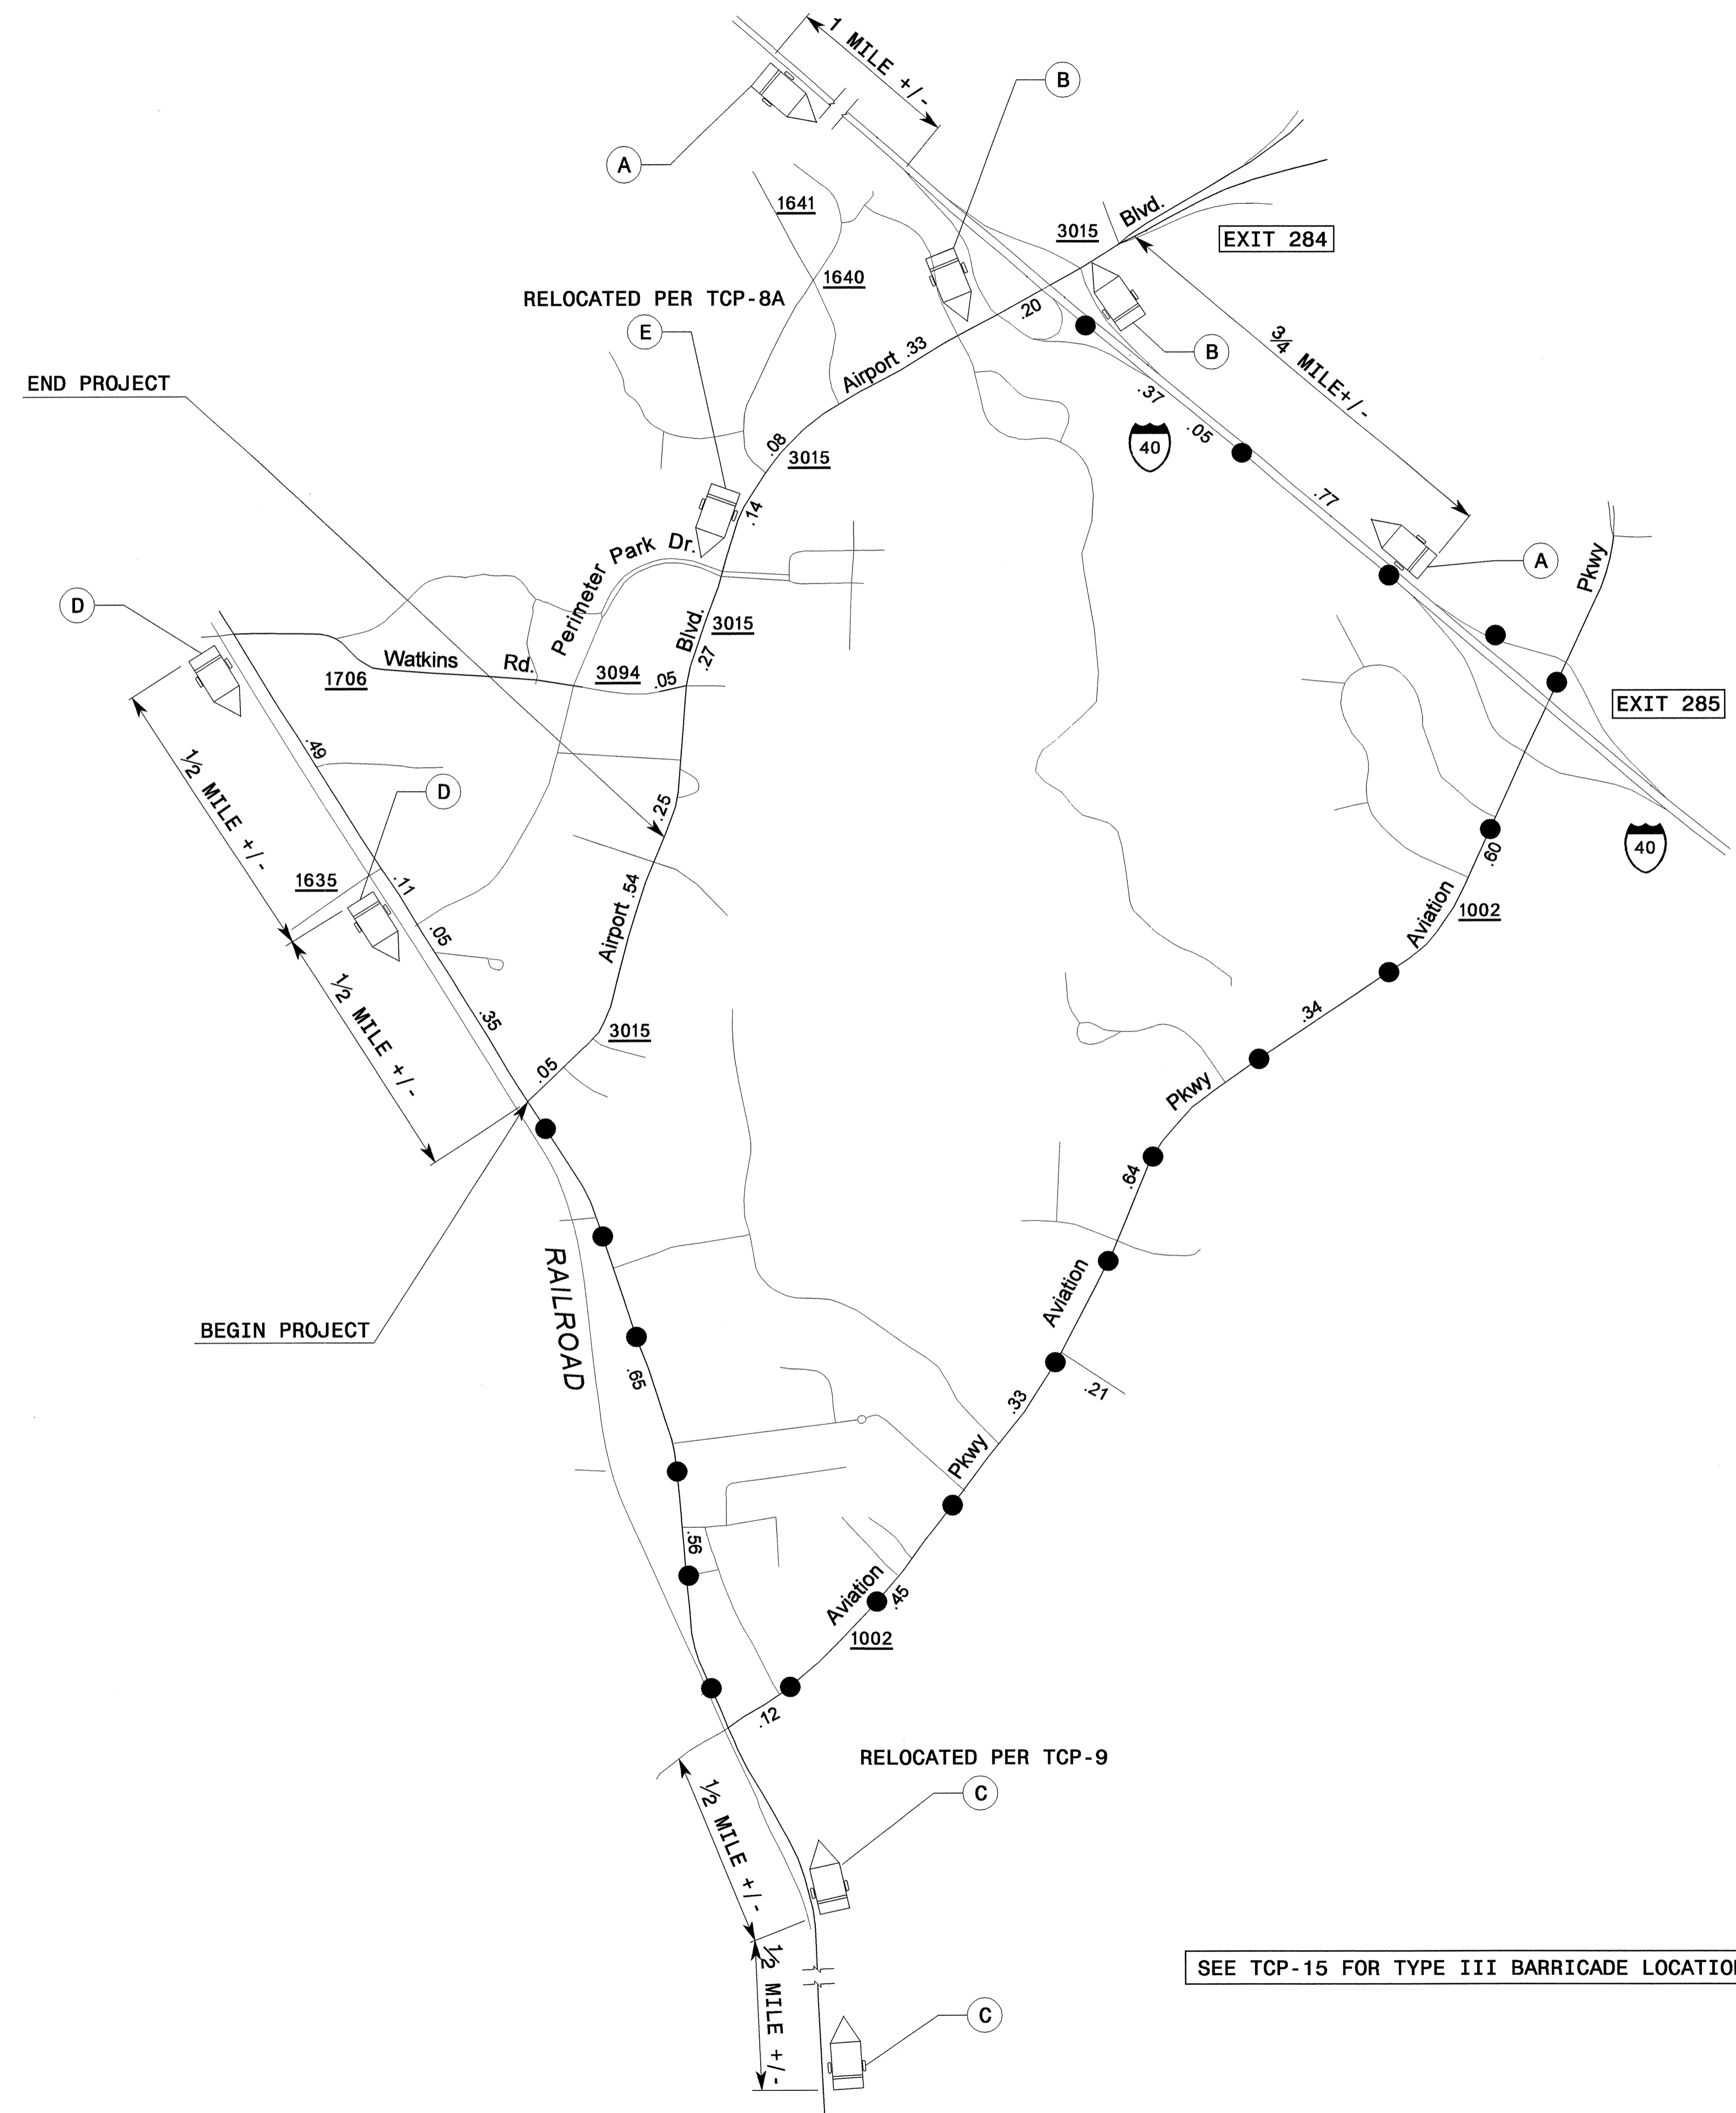 1 MILE +/-
B
A
1641
Blvd.
3015
EXIT 284
1640
RELOCATED PER TCP-8A
E
.20
B
3/4 MILE+/-
Airport .33
END PROJECT
.37
.05
40
.08
3015
.77
.14
A
Pkwy
Perimeter Park Dr.
D
Blvd.
3015
.27
Watkins Rd.
1706
3094
.05
EXIT 285
.49
1/2 MILE +/-
D
.25
40
.60
1635
.11
Airport .54
Aviation
1002
.05
1/2 MILE +/-
.35
3015
.34
.05
Pkwy
.64
RAILROAD
Aviation
BEGIN PROJECT
.65
.21
.33
Pkwy
.56
Aviation
.45
1002
.12
RELOCATED PER TCP-9
C
1/2 MILE +/-
SEE TCP-15 FOR TYPE III BARRICADE LOCATIO
1/2 MILE +/-
C